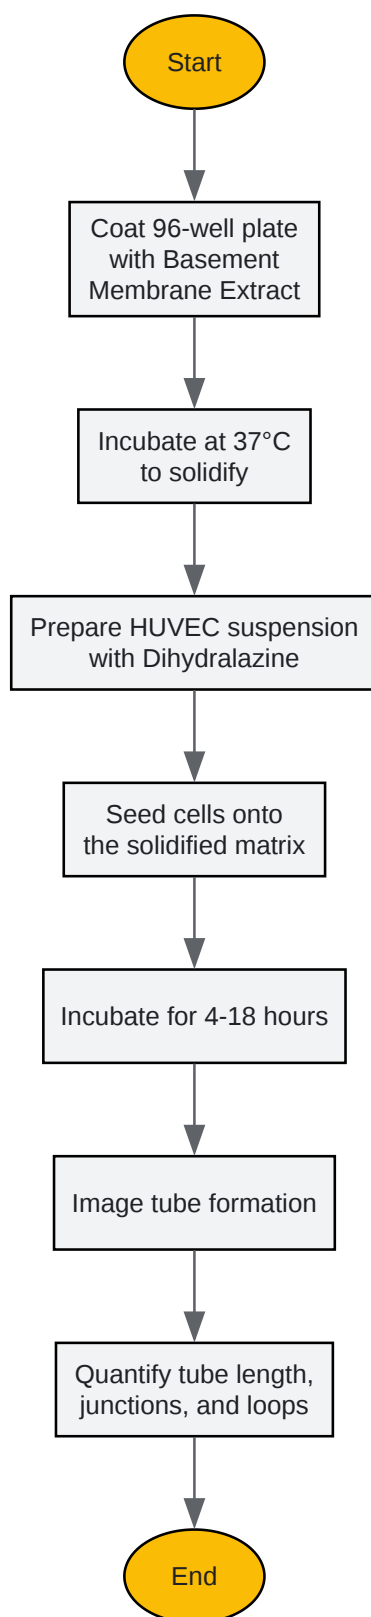 Start
Coat 96-well plate
with Basement
Membrane Extract
Incubate at 37°C
to solidify
Prepare HUVEC suspension
with Dihydralazine
Seed cells onto
the solidified matrix
Incubate for 4-18 hours
Image tube formation
Quantify tube length,
junctions, and loops
End